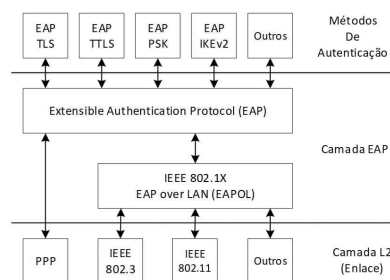 EAP
TLS
EAP
TTLS
EAP
PSK
EAP
IKEv2
Outros
Métodos
De
Autenticação
Extensible Authentication Protocol (EAP)
Camada EAP
IEEE 802.1X
EAP over LAN (EAPOL)
PPP
IEEE
802.3
IEEE
802.11
Outros
Camada L2
(Enlace)